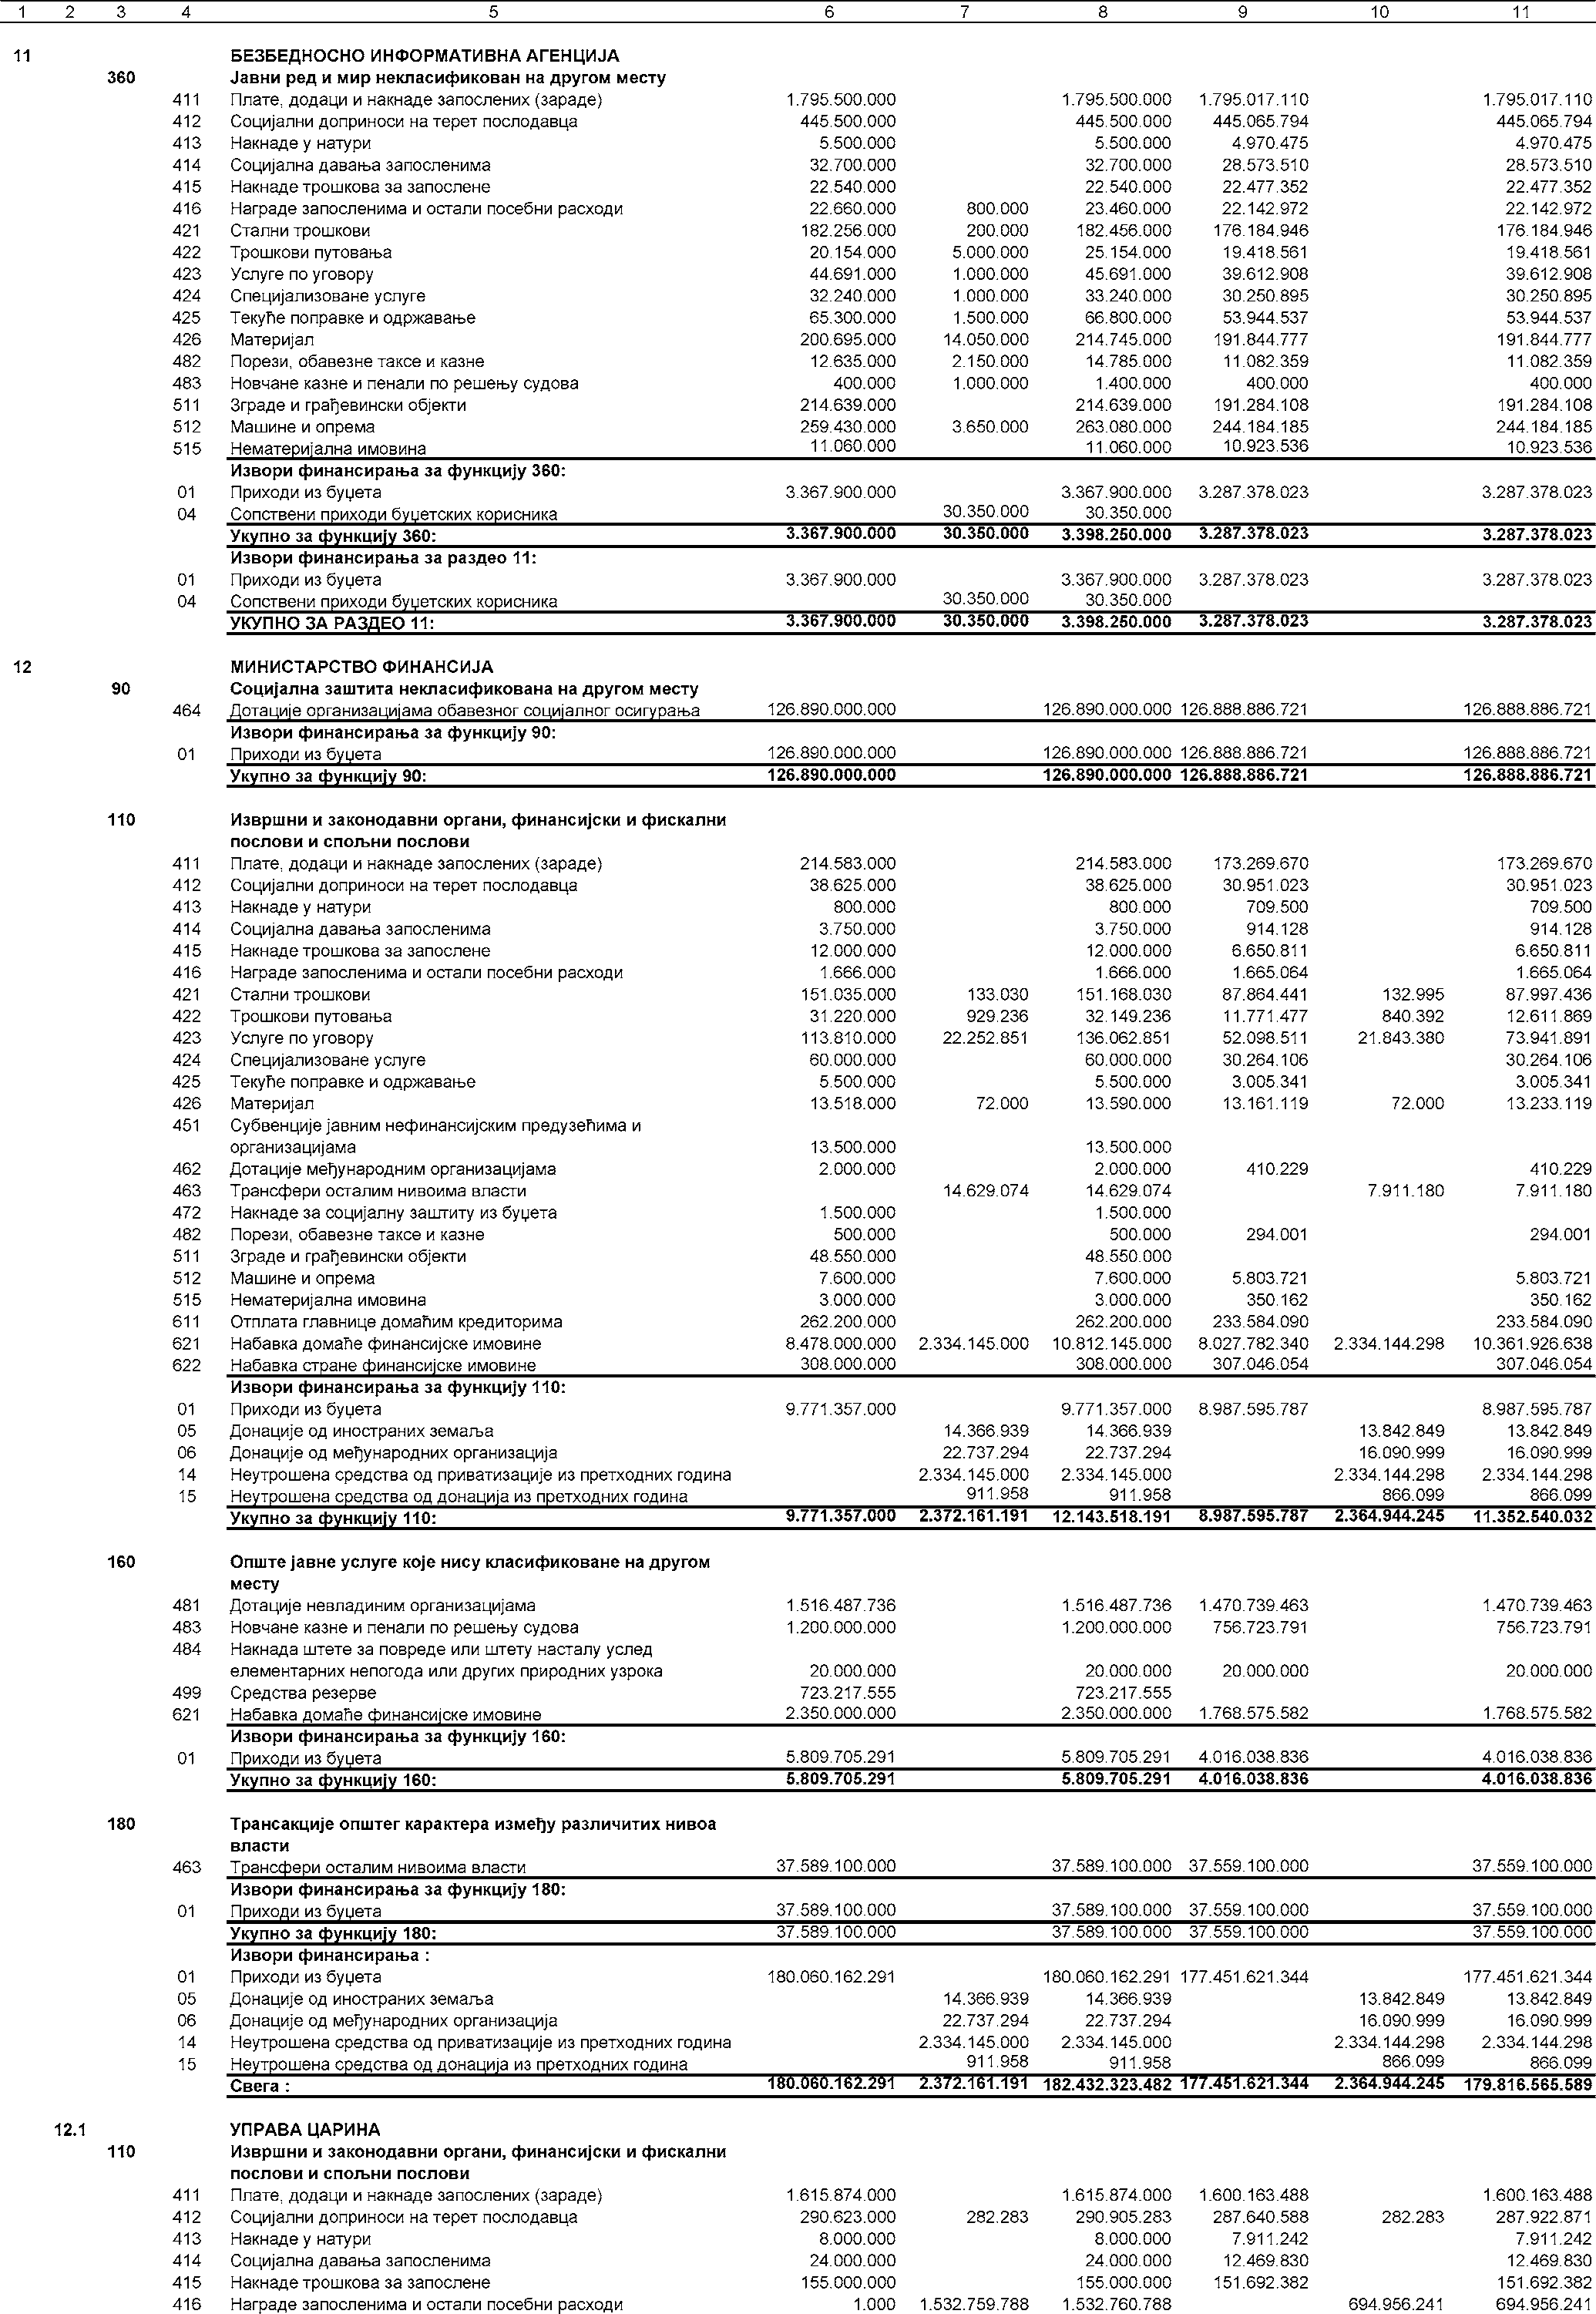 1 2 3 4 5 6 7 8 9 10 11
11 БЕЗБЕДНОСНО ИНФОРМАТИВНА АГЕНЦИЈА
360 Јавни ред и мир некласификован на другом месту
411 Плате, додаци и накнаде запослених (зараде) 1.795.500.000 1.795.500.000 1.795.017.110 1.795.017.110
412 Социјални доприноси на терет послодавца 445.500.000 445.500.000 445.065.794 445.065.794
413 Накнаде у натури 5.500.000 5.500.000 4.970.475 4.970.475
414 Социјална давања запосленима 32.700.000 32.700.000 28.573.510 28.573.510
415 Накнаде трошкова за запослене 22.540.000 22.540.000 22.477.352 22.477.352
416 Награде запосленима и остали посебни расходи 22.660.000 800.000 23.460.000 22.142.972 22.142.972
421 Стални трошкови 182.256.000 200.000 182.456.000 176.184.946 176.184.946
422 Трошкови путовања 20.154.000 5.000.000 25.154.000 19.418.561 19.418.561
423 Услуге по уговору 44.691.000 1.000.000 45.691.000 39.612.908 39.612.908
424 Специјализоване услуге 32.240.000 1.000.000 33.240.000 30.250.895 30.250.895
425 Текуће поправке и одржавање 65.300.000 1.500.000 66.800.000 53.944.537 53.944.537
426 Материјал 200.695.000 14.050.000 214.745.000 191.844.777 191.844.777
482 Порези, обавезне таксе и казне 12.635.000 2.150.000 14.785.000 11.082.359 11.082.359
483 Новчане казне и пенали по решењу судова 400.000 1.000.000 1.400.000 400.000 400.000
511 Зграде и грађевински објекти 214.639.000 214.639.000 191.284.108 191.284.108
512 Машине и опрема 259.430.000 3.650.000 263.080.000 244.184.185 244.184.185
515 Нематеријална имовина 11.060.000 11.060.000 10.923.536 10.923.536
Извори финансирања за функцију 360:
01 Приходи из буџета 3.367.900.000 3.367.900.000 3.287.378.023 3.287.378.023
04 Сопствени приходи буџетских корисника 30.350.000 30.350.000
Укупно за функцију 360: 3.367.900.000 30.350.000 3.398.250.000 3.287.378.023 3.287.378.023
Извори финансирања за раздео 11:
01 Приходи из буџета 3.367.900.000 3.367.900.000 3.287.378.023 3.287.378.023
04 Сопствени приходи буџетских корисника 30.350.000 30.350.000
УКУПНО ЗА РАЗДЕО 11: 3.367.900.000 30.350.000 3.398.250.000 3.287.378.023 3.287.378.023
12 МИНИСТАРСТВО ФИНАНСИЈА
90 Социјална заштита некласификована на другом месту
464 Дотације организацијама обавезног социјалног осигурања 126.890.000.000 126.890.000.000 126.888.886.721 126.888.886.721
Извори финансирања за функцију 90:
01 Приходи из буџета 126.890.000.000 126.890.000.000 126.888.886.721 126.888.886.721
Укупно за функцију 90: 126.890.000.000 126.890.000.000 126.888.886.721 126.888.886.721
110 Извршни и законодавни органи, финансијски и фискални
послови и спољни послови
411 Плате, додаци и накнаде запослених (зараде) 214.583.000 214.583.000 173.269.670 173.269.670
412 Социјални доприноси на терет послодавца 38.625.000 38.625.000 30.951.023 30.951.023
413 Накнаде у натури 800.000 800.000 709.500 709.500
414 Социјална давања запосленима 3.750.000 3.750.000 914.128 914.128
415 Накнаде трошкова за запослене 12.000.000 12.000.000 6.650.811 6.650.811
416 Награде запосленима и остали посебни расходи 1.666.000 1.666.000 1.665.064 1.665.064
421 Стални трошкови 151.035.000 133.030 151.168.030 87.864.441 132.995 87.997.436
422 Трошкови путовања 31.220.000 929.236 32.149.236 11.771.477 840.392 12.611.869
423 Услуге по уговору 113.810.000 22.252.851 136.062.851 52.098.511 21.843.380 73.941.891
424 Специјализоване услуге 60.000.000 60.000.000 30.264.106 30.264.106
425 Текуће поправке и одржавање 5.500.000 5.500.000 3.005.341 3.005.341
426 Материјал 13.518.000 72.000 13.590.000 13.161.119 72.000 13.233.119
451 Субвенције јавним нефинансијским предузећима и
организацијама 13.500.000 13.500.000
462 Дотације међународним организацијама 2.000.000 2.000.000 410.229 410.229
463 Трансфери осталим нивоима власти 14.629.074 14.629.074 7.911.180 7.911.180
472 Накнаде за социјалну заштиту из буџета 1.500.000 1.500.000
482 Порези, обавезне таксе и казне 500.000 500.000 294.001 294.001
511 Зграде и грађевински објекти 48.550.000 48.550.000
512 Машине и опрема 7.600.000 7.600.000 5.803.721 5.803.721
515 Нематеријална имовина 3.000.000 3.000.000 350.162 350.162
611 Отплата главнице домаћим кредиторима 262.200.000 262.200.000 233.584.090 233.584.090
621 Набавка домаће финансијске имовине 8.478.000.000 2.334.145.000 10.812.145.000 8.027.782.340 2.334.144.298 10.361.926.638
622 Набавка стране финансијске имовине 308.000.000 308.000.000 307.046.054 307.046.054
Извори финансирања за функцију 110:
01 Приходи из буџета 9.771.357.000 9.771.357.000 8.987.595.787 8.987.595.787
05 Донације од иностраних земаља 14.366.939 14.366.939 13.842.849 13.842.849
06 Донације од међународних организација 22.737.294 22.737.294 16.090.999 16.090.999
14 Неутрошена средства од приватизације из претходних година 2.334.145.000 2.334.145.000 2.334.144.298 2.334.144.298
15 Неутрошена средства од донација из претходних година 911.958 911.958 866.099 866.099
Укупно за функцију 110: 9.771.357.000 2.372.161.191 12.143.518.191 8.987.595.787 2.364.944.245 11.352.540.032
160 Опште јавне услуге које нису класификоване на другом
месту
481 Дотације невладиним организацијама 1.516.487.736 1.516.487.736 1.470.739.463 1.470.739.463
483 Новчане казне и пенали по решењу судова 1.200.000.000 1.200.000.000 756.723.791 756.723.791
484 Накнада штете за повреде или штету насталу услед
елементарних непогода или других природних узрока 20.000.000 20.000.000 20.000.000 20.000.000
499 Средства резерве 723.217.555 723.217.555
621 Набавка домаће финансијске имовине 2.350.000.000 2.350.000.000 1.768.575.582 1.768.575.582
Извори финансирања за функцију 160:
01 Приходи из буџета 5.809.705.291 5.809.705.291 4.016.038.836 4.016.038.836
Укупно за функцију 160: 5.809.705.291 5.809.705.291 4.016.038.836 4.016.038.836
180 Трансакције општег карактера између различитих нивоа
власти
463 Трансфери осталим нивоима власти 37.589.100.000 37.589.100.000 37.559.100.000 37.559.100.000
Извори финансирања за функцију 180:
01 Приходи из буџета 37.589.100.000 37.589.100.000 37.559.100.000 37.559.100.000
Укупно за функцију 180: 37.589.100.000 37.589.100.000 37.559.100.000 37.559.100.000
Извори финансирања :
01 Приходи из буџета 180.060.162.291 180.060.162.291 177.451.621.344 177.451.621.344
05 Донације од иностраних земаља 14.366.939 14.366.939 13.842.849 13.842.849
06 Донације од међународних организација 22.737.294 22.737.294 16.090.999 16.090.999
14 Неутрошена средства од приватизације из претходних година 2.334.145.000 2.334.145.000 2.334.144.298 2.334.144.298
15 Неутрошена средства од донација из претходних година 911.958 911.958 866.099 866.099
Свега : 180.060.162.291 2.372.161.191 182.432.323.482 177.451.621.344 2.364.944.245 179.816.565.589
12.1 УПРАВА ЦАРИНА
110 Извршни и законодавни органи, финансијски и фискални
послови и спољни послови
411 Плате, додаци и накнаде запослених (зараде) 1.615.874.000 1.615.874.000 1.600.163.488 1.600.163.488
412 Социјални доприноси на терет послодавца 290.623.000 282.283 290.905.283 287.640.588 282.283 287.922.871
413 Накнаде у натури 8.000.000 8.000.000 7.911.242 7.911.242
414 Социјална давања запосленима 24.000.000 24.000.000 12.469.830 12.469.830
415 Накнаде трошкова за запослене 155.000.000 155.000.000 151.692.382 151.692.382
416 Награде запосленима и остали посебни расходи 1.000 1.532.759.788 1.532.760.788 694.956.241 694.956.241